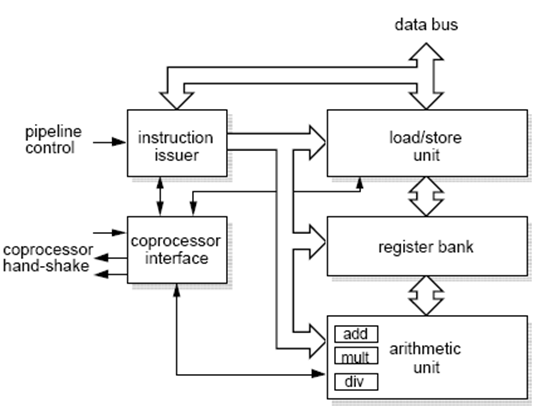 data bus
pipeline
control
instruction
issuer
load/store
unit
coprocessor
hand-shake
coprocessor
interface
register bank
add
mult
div
arithmetic
unit